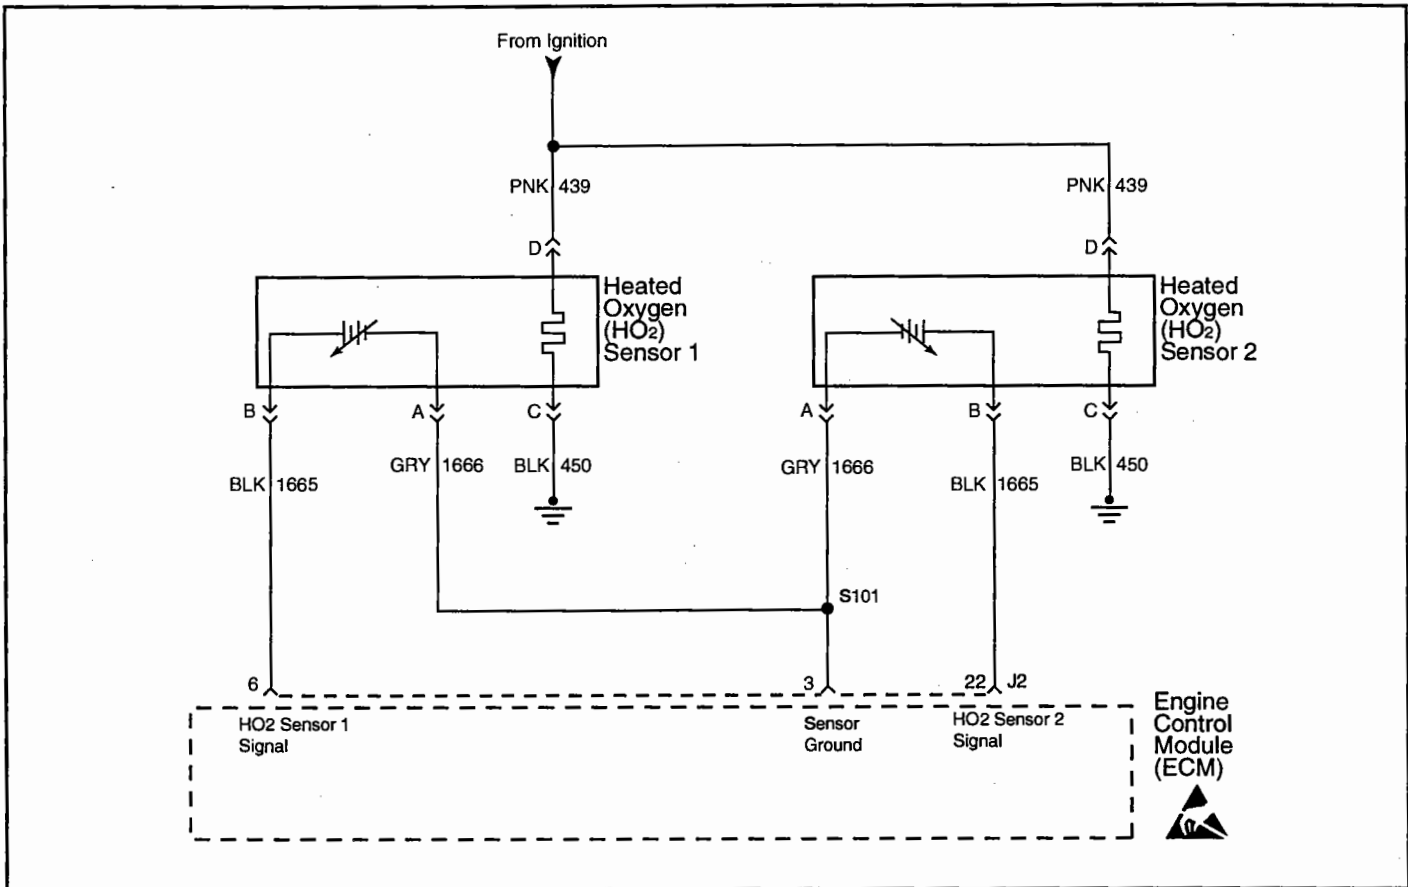 From Ignition
PNK 439
PNK 439
D
D
Heated
Oxygen
(HO2)
Sensor 1
Heated
Oxygen
(HO2)
Sensor 2
B
A
C
A
B
C
GRY 1666
BLK 450
GRY 1666
BLK 450
BLK 1665
BLK 1665
S101
6
3
22
J2
HO2 Sensor 1
Signal
Sensor
Ground
HO2 Sensor 2
Signal
Engine
Control
Module
(ECM)